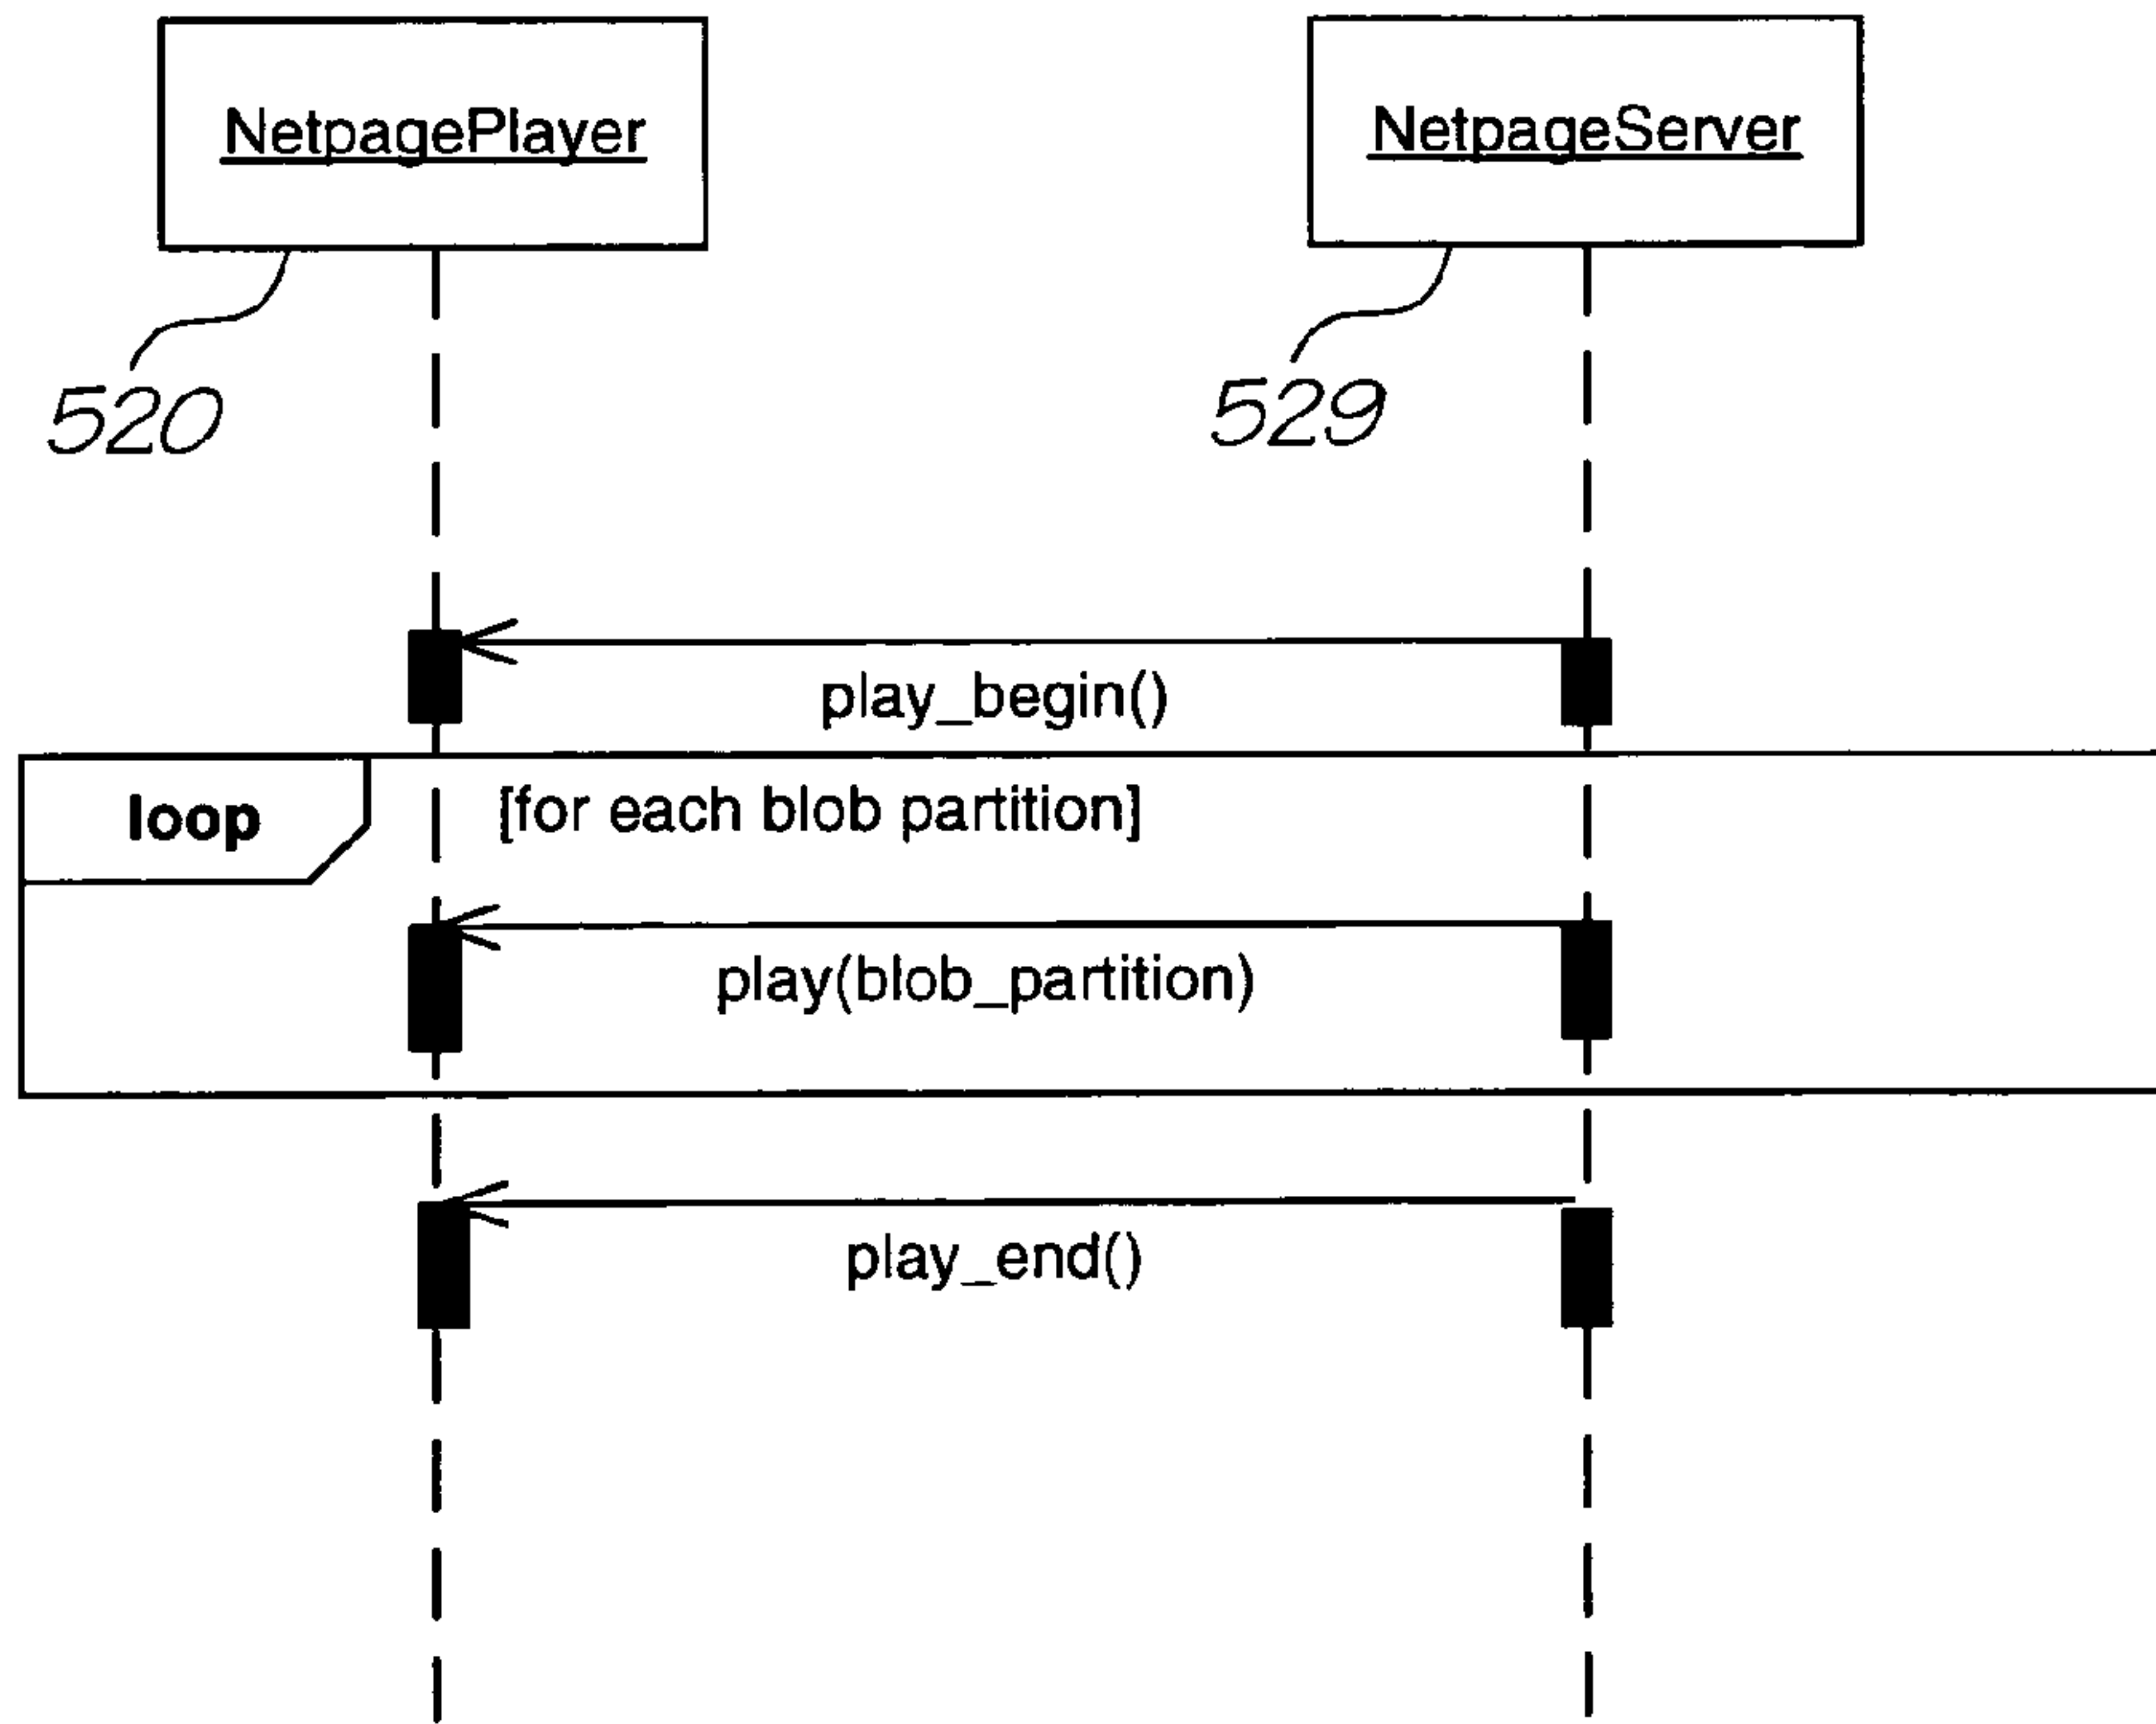 NetpagePlayer
NetpageServer
520
529
play_begin()
loop
[for each blob partition]
play(blob_partition)
play_end()